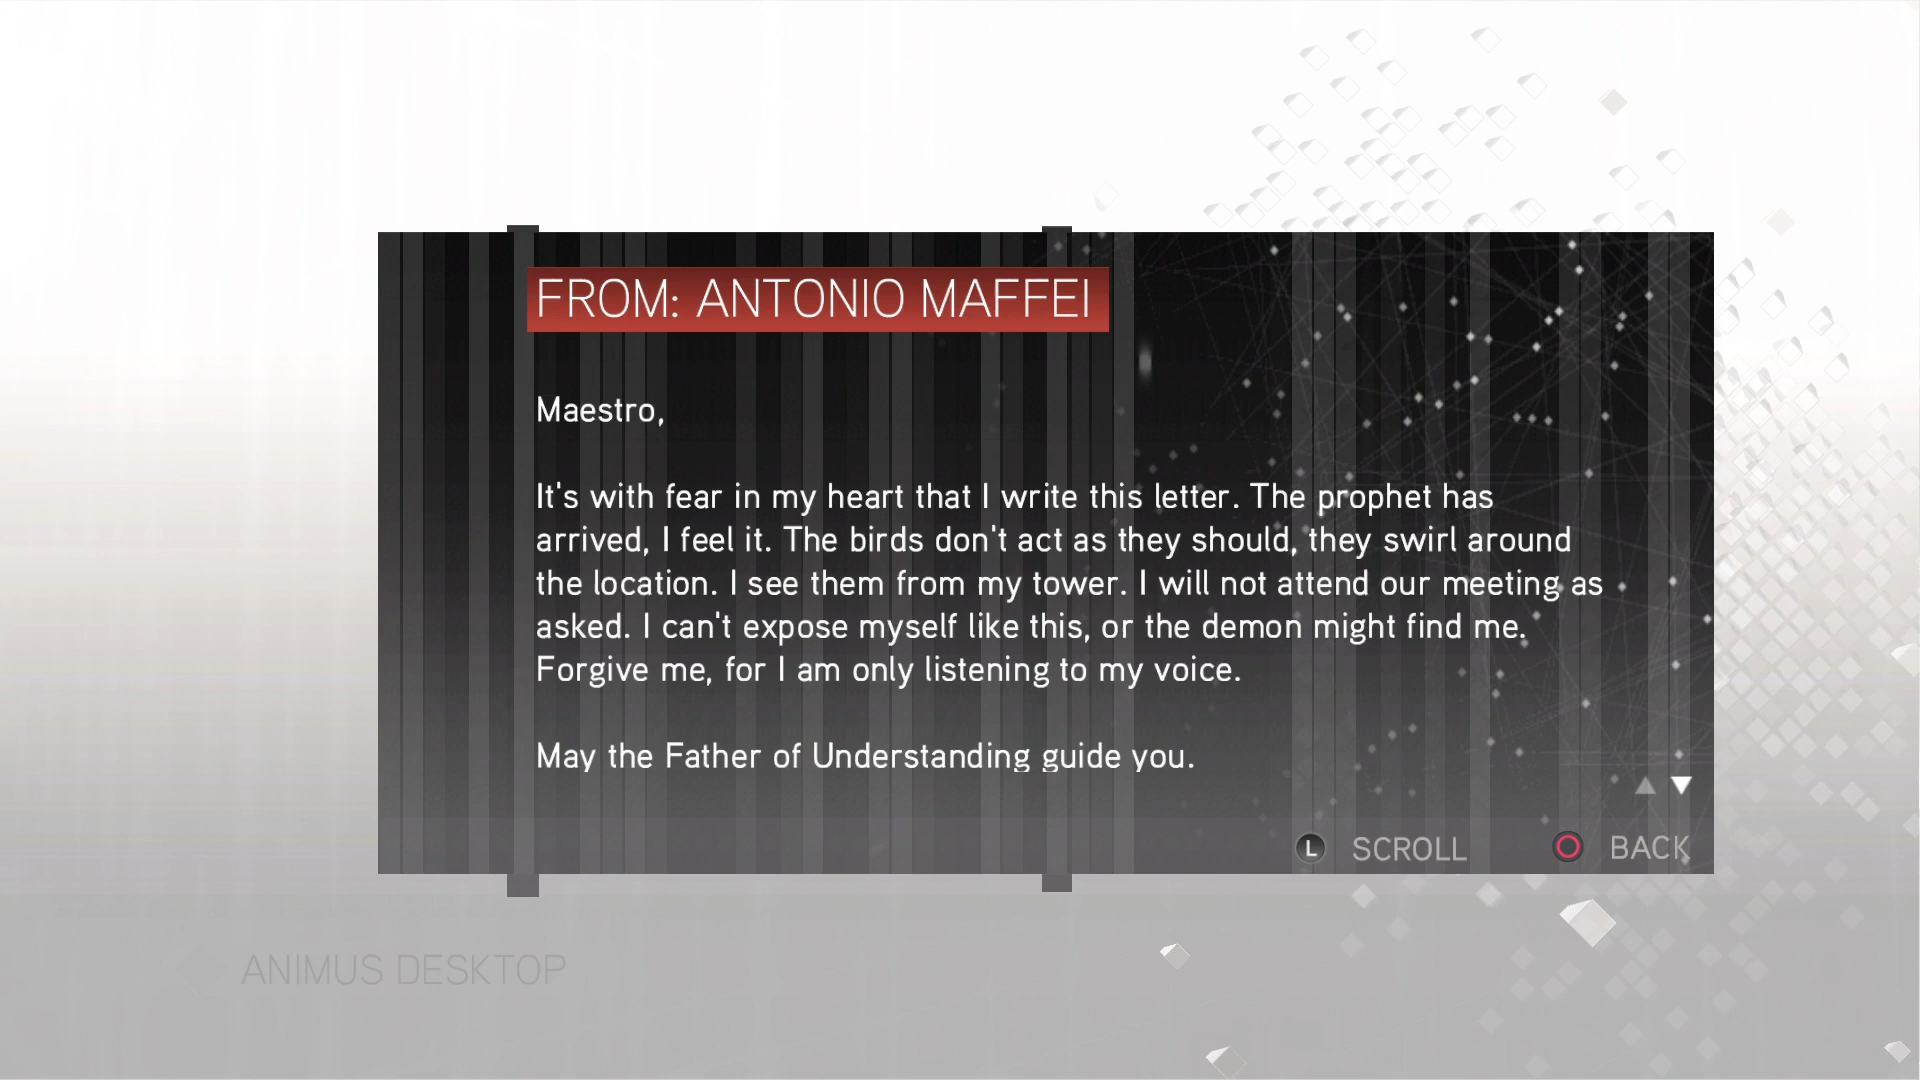 FROM: ANTONIO MAFFEI
Maestro,
It's with fear in my heart that I write this letter. The prophet has
arrived, I feel it. The birds don't act as they should, they swirl around
the location. I see them from my tower. I will not attend our meeting as
asked. I can't expose myself like this, or the demon might find me.
Forgive me, for I am only listening to my voice.
May the Father of Understanding guide you.
L SCROLL BACK
ANIMUS DESKTOP